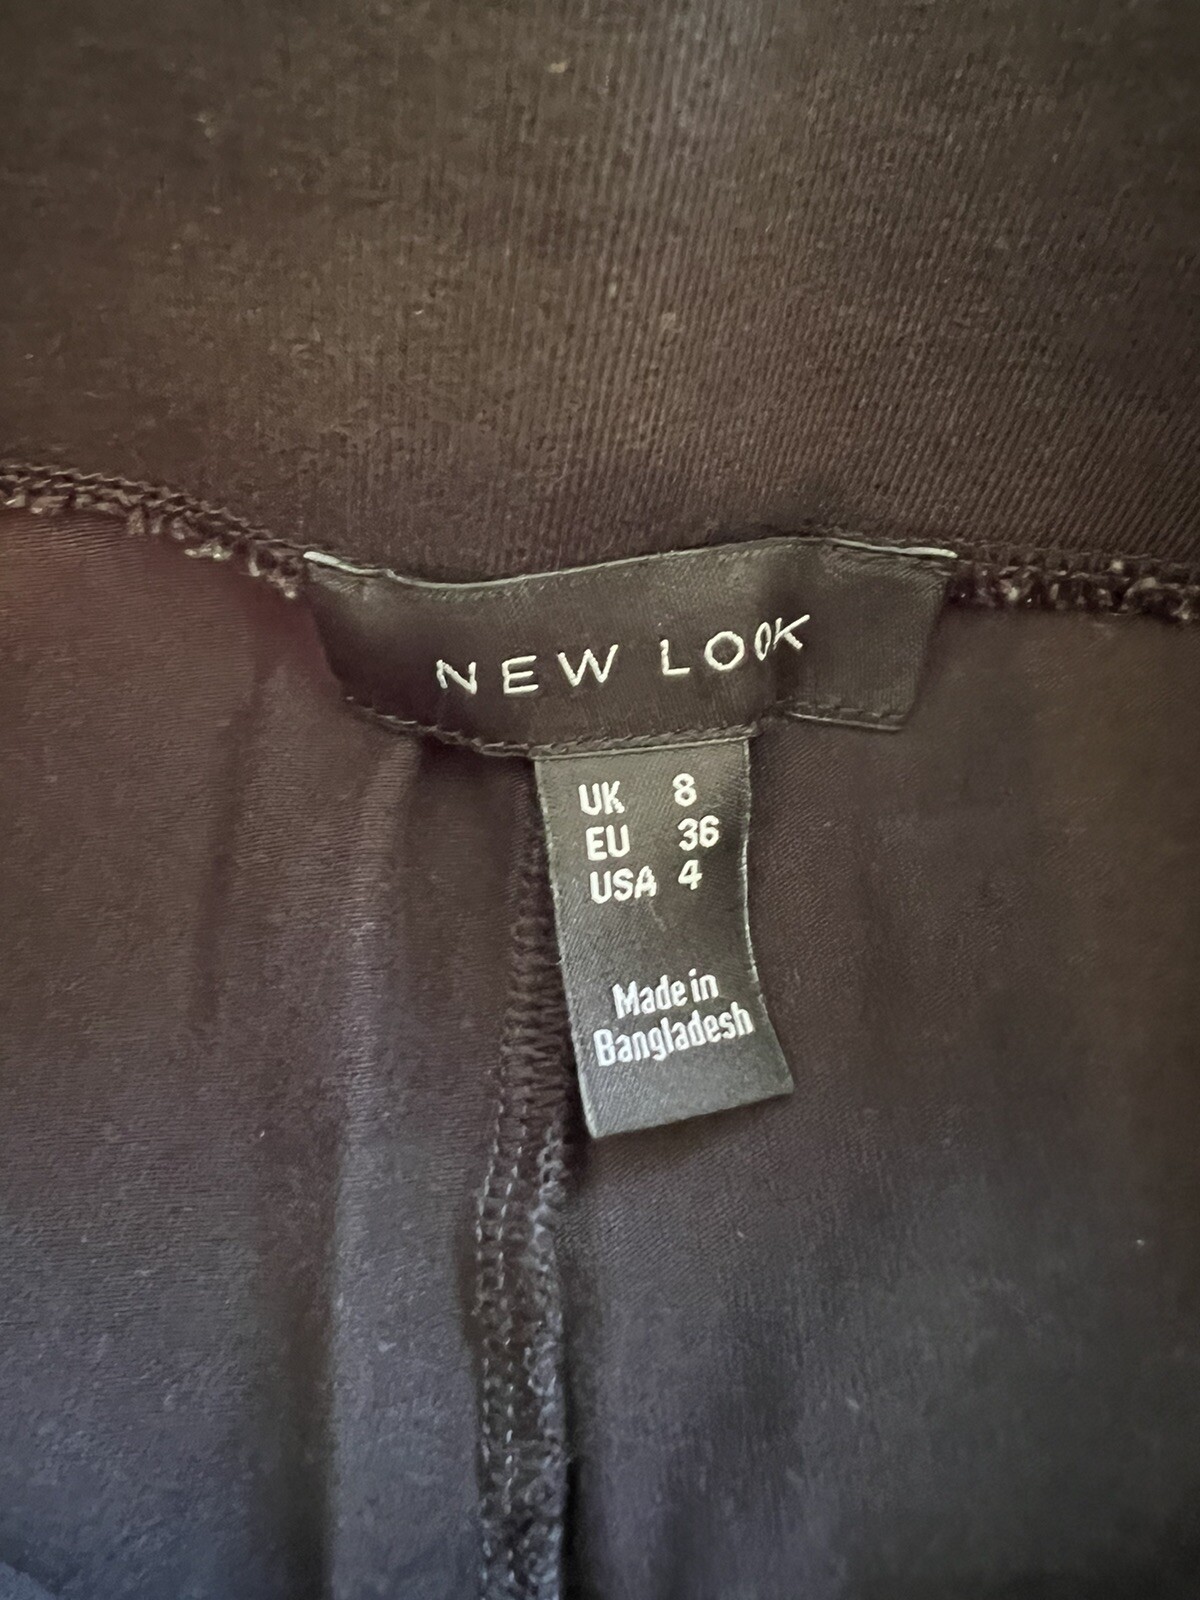 NEW LOOK
UK 8
EU 36
USA 4
Made in
Bangladesh